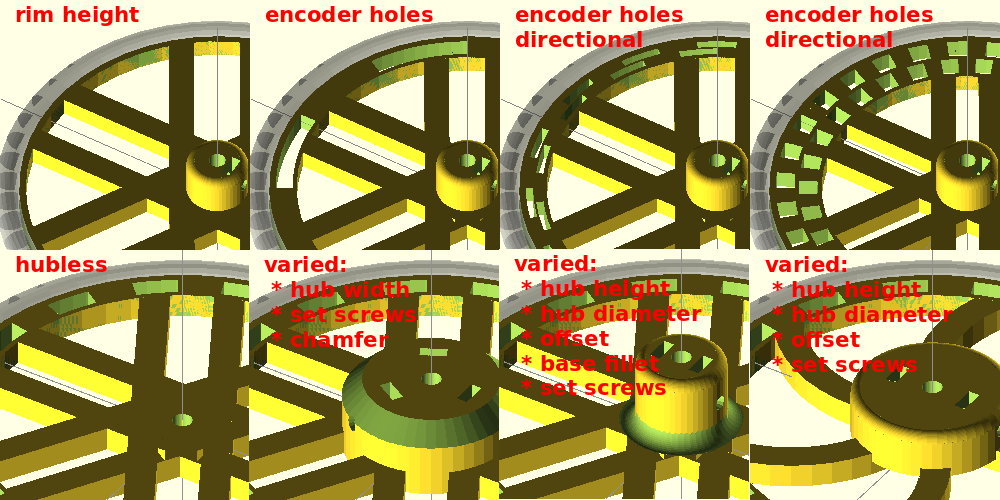 rim height
encoder holes
encoder holes
directional
encoder holes
directional
hubless
varied:
* hub width
* set screws
* chamfer
varied:
* hub height
* hub diameter
* offset
* base fillet
* set screws
varied:
* hub height
* hub diameter
* offset
* set screws